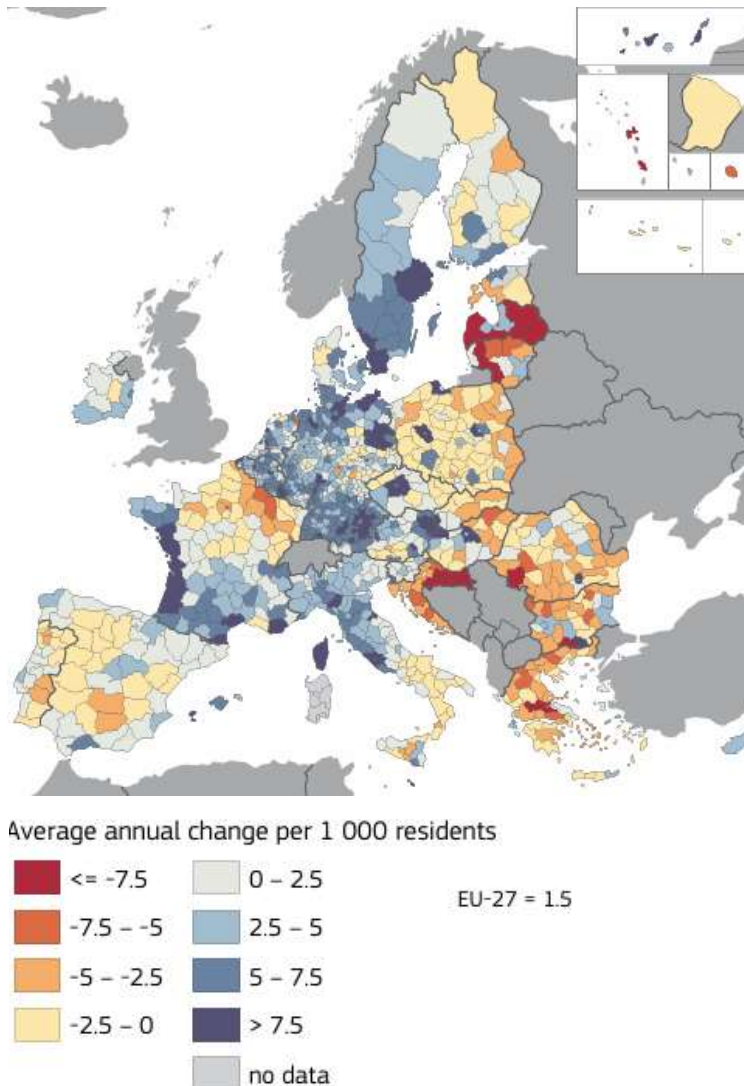 Average annual change per 1 000 residents
<= -7.5
-7.5 – -5
-5 – -2.5
-2.5 – 0
0 – 2.5
2.5 – 5
5 – 7.5
> 7.5
no data
EU-27 = 1.5